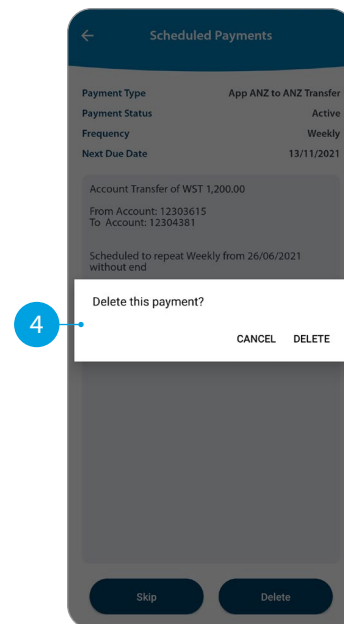 Scheduled Payments
Payment Type App ANZ to ANZ Transfer
Payment Status Active
Frequency Weekly
Next Due Date 13/11/2021
Account Transfer of WST 1,200.00
From Account: 12303615
To Account: 12304381
Scheduled to repeat Weekly from 26/06/2021
without end
4
Delete this payment?
CANCEL DELETE
Skip Delete